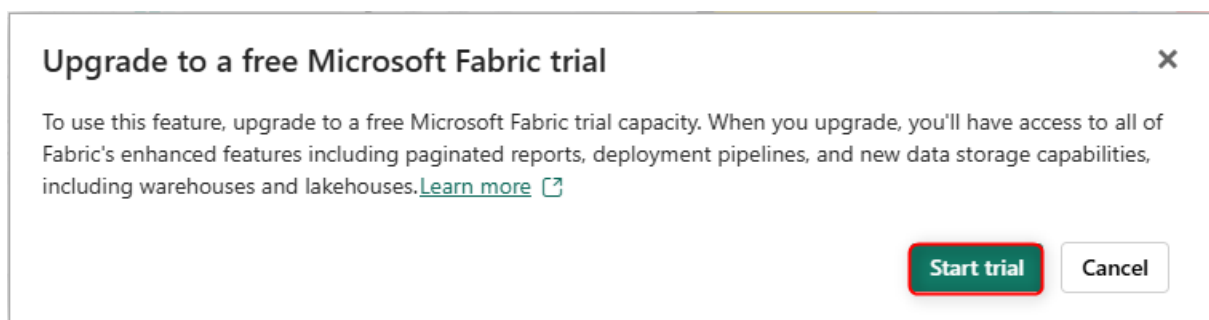 Upgrade to a free Microsoft Fabric trial
To use this feature, upgrade to a free Microsoft Fabric trial capacity. When you upgrade, you'll have access to all of
Fabric's enhanced features including paginated reports, deployment pipelines, and new data storage capabilities,
including warehouses and lakehouses.Learn more
Start trial
Cancel